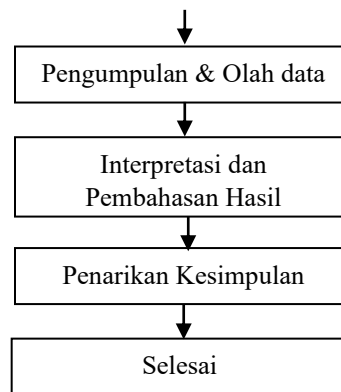 Pengumpulan & Olah data
Interpretasi dan
Pembahasan Hasil
Penarikan Kesimpulan
Selesai